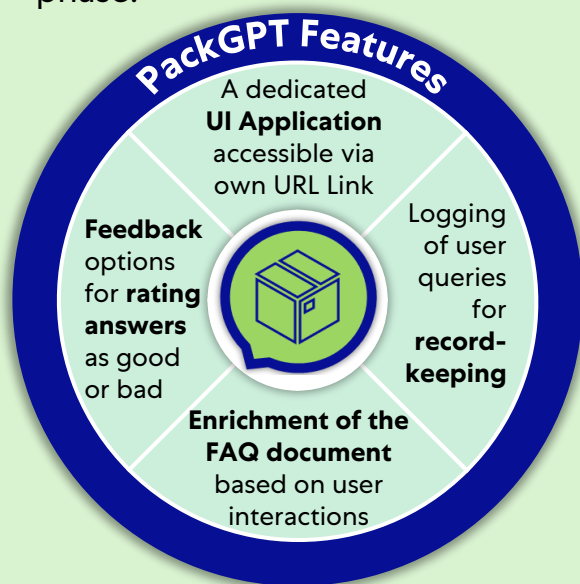 phase.
PackGPT Features
A dedicated
UI Application
accessible via
own URL Link
Logging
of user
queries
for
record-
keeping
Enrichment of the
FAQ document
based on user
interactions
Feedback
options
for rating
answers
as good
or bad